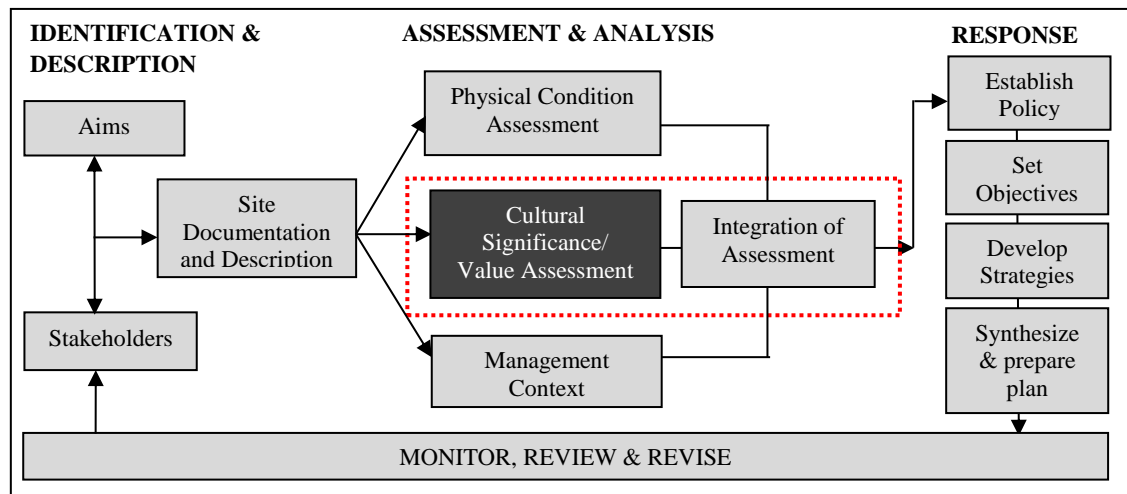 IDENTIFICATION &
DESCRIPTION
Aims
Site
Documentation
and Description
Stakeholders
ASSESSMENT & ANALYSIS
Physical Condition
Assessment
Cultural
Significance/
Value Assessment
Integration of
Assessment
Management
Context
RESPONSE
Establish
Policy
Set
Objectives
Develop
Strategies
Synthesize
& prepare
plan
MONITOR, REVIEW & REVISE